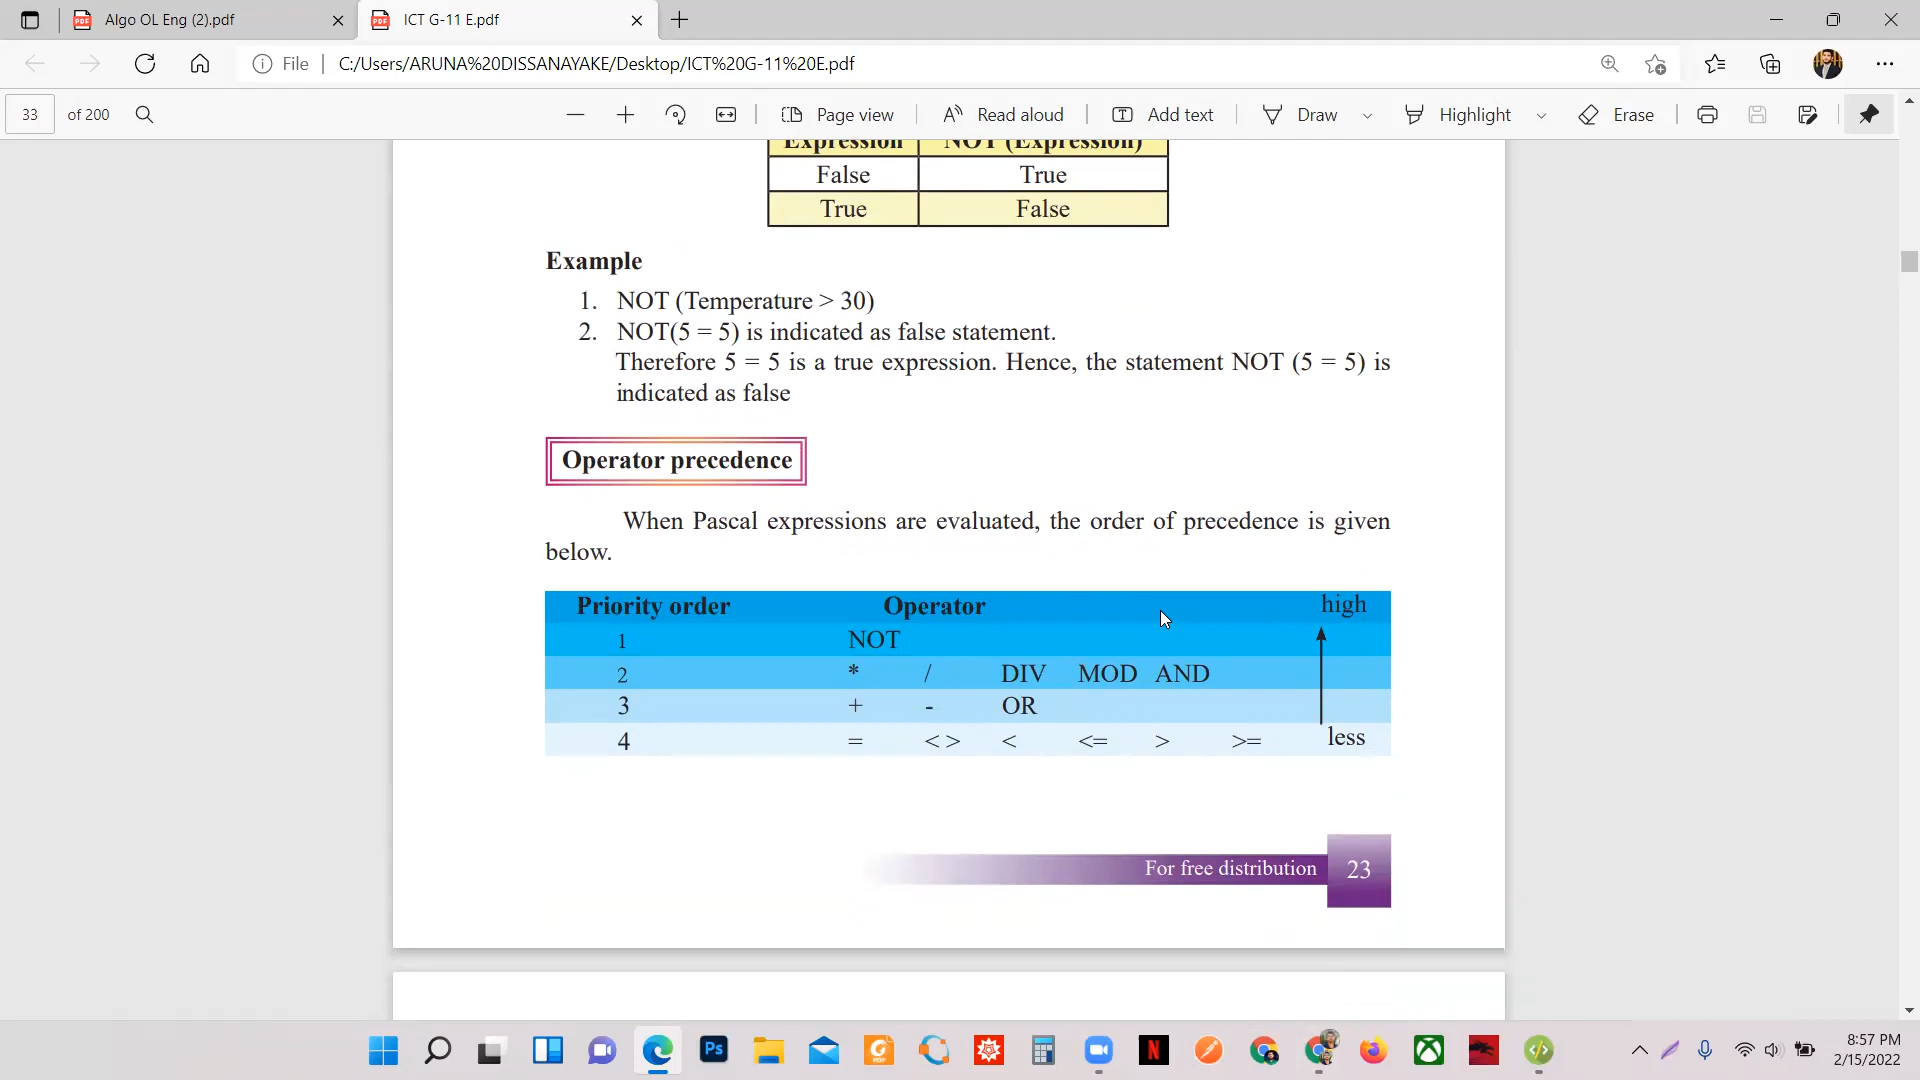 Algo OL Eng (2).pdf
ICT G-11 E.pdf
File
C:/Users/ARUNA%20DISSANAYAKE/Desktop/ICT%20G-11%20E.pdf
33 of 200
Page view
Read aloud
Add text
Draw
Highlight
Erase
Expression NOT (Expression)
False True
True False
Example
1. NOT (Temperature > 30)
2. NOT(5 = 5) is indicated as false statement.
Therefore 5 = 5 is a true expression. Hence, the statement NOT (5 = 5) is
indicated as false
Operator precedence
When Pascal expressions are evaluated, the order of precedence is given
below.
Priority order Operator high
1 NOT
2 * / DIV MOD AND
3 + - OR
4 = < > < <= > >= less
For free distribution 23
Ps
N
8:57 PM
2/15/2022